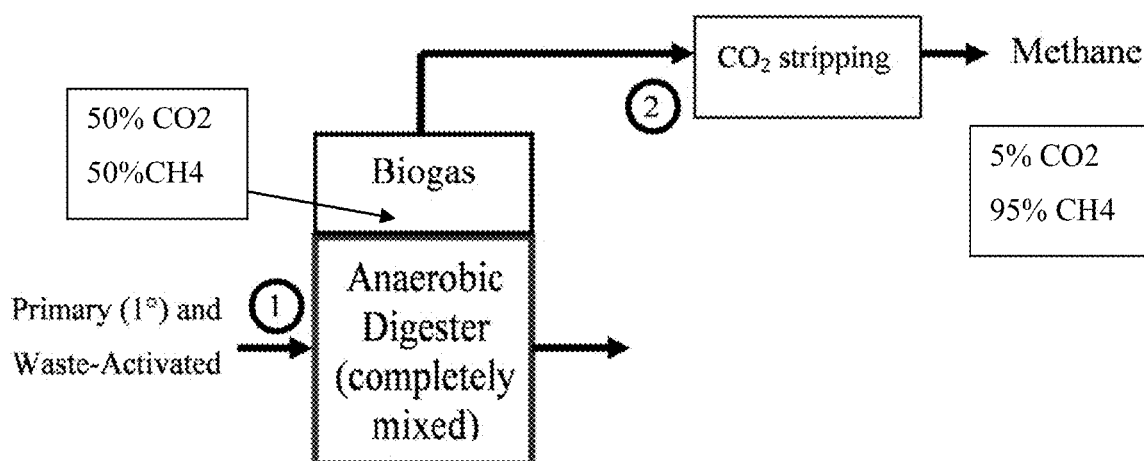 CO₂ stripping
Methane
2
50% CO2
50%CH4
Biogas
5% CO2
95% CH4
Primary (1°) and
Waste-Activated
1
Anaerobic
Digester
(completely
mixed)